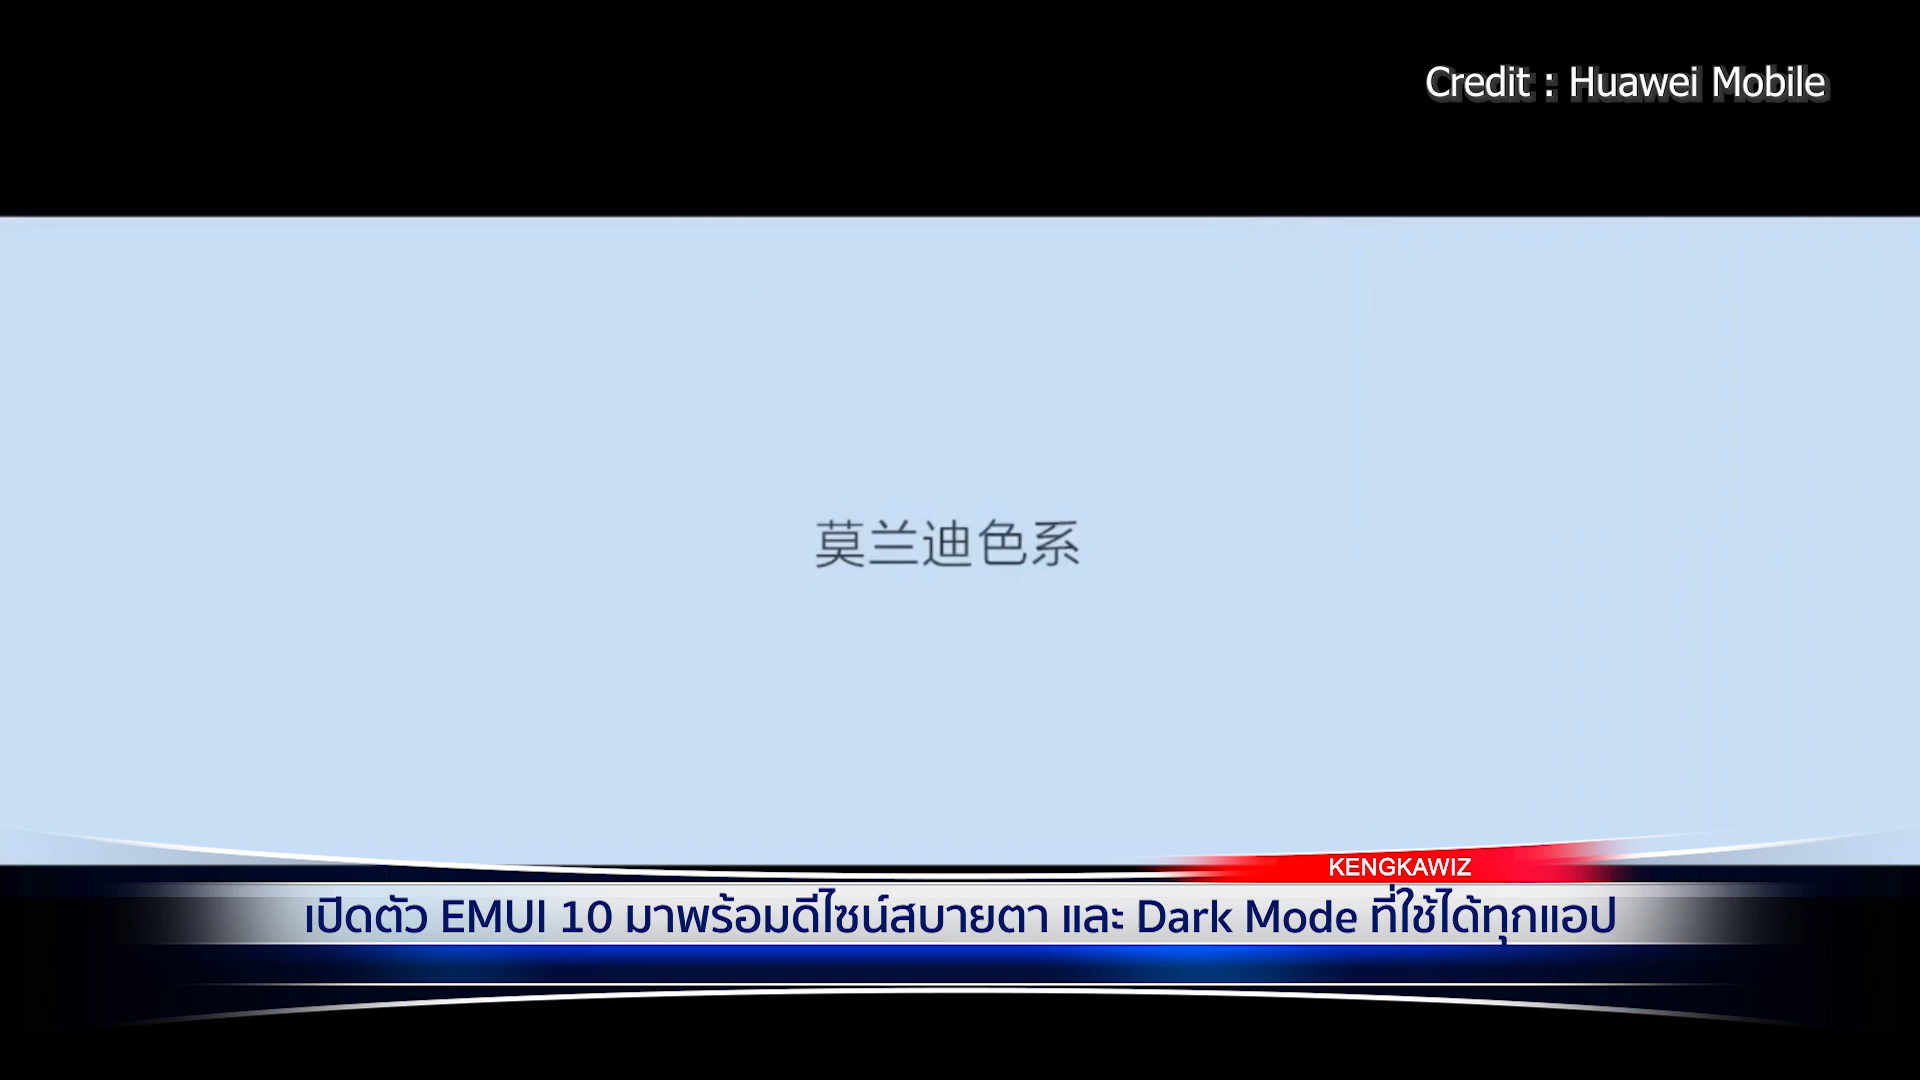 Credit : Huawei Mobile
莫兰迪色系
KENGKAWIZ
เปิดตัว EMUI 10 มาพร้อมดีไซน์สบายตา และ Dark Mode ที่ใช้ได้ทุกแอป